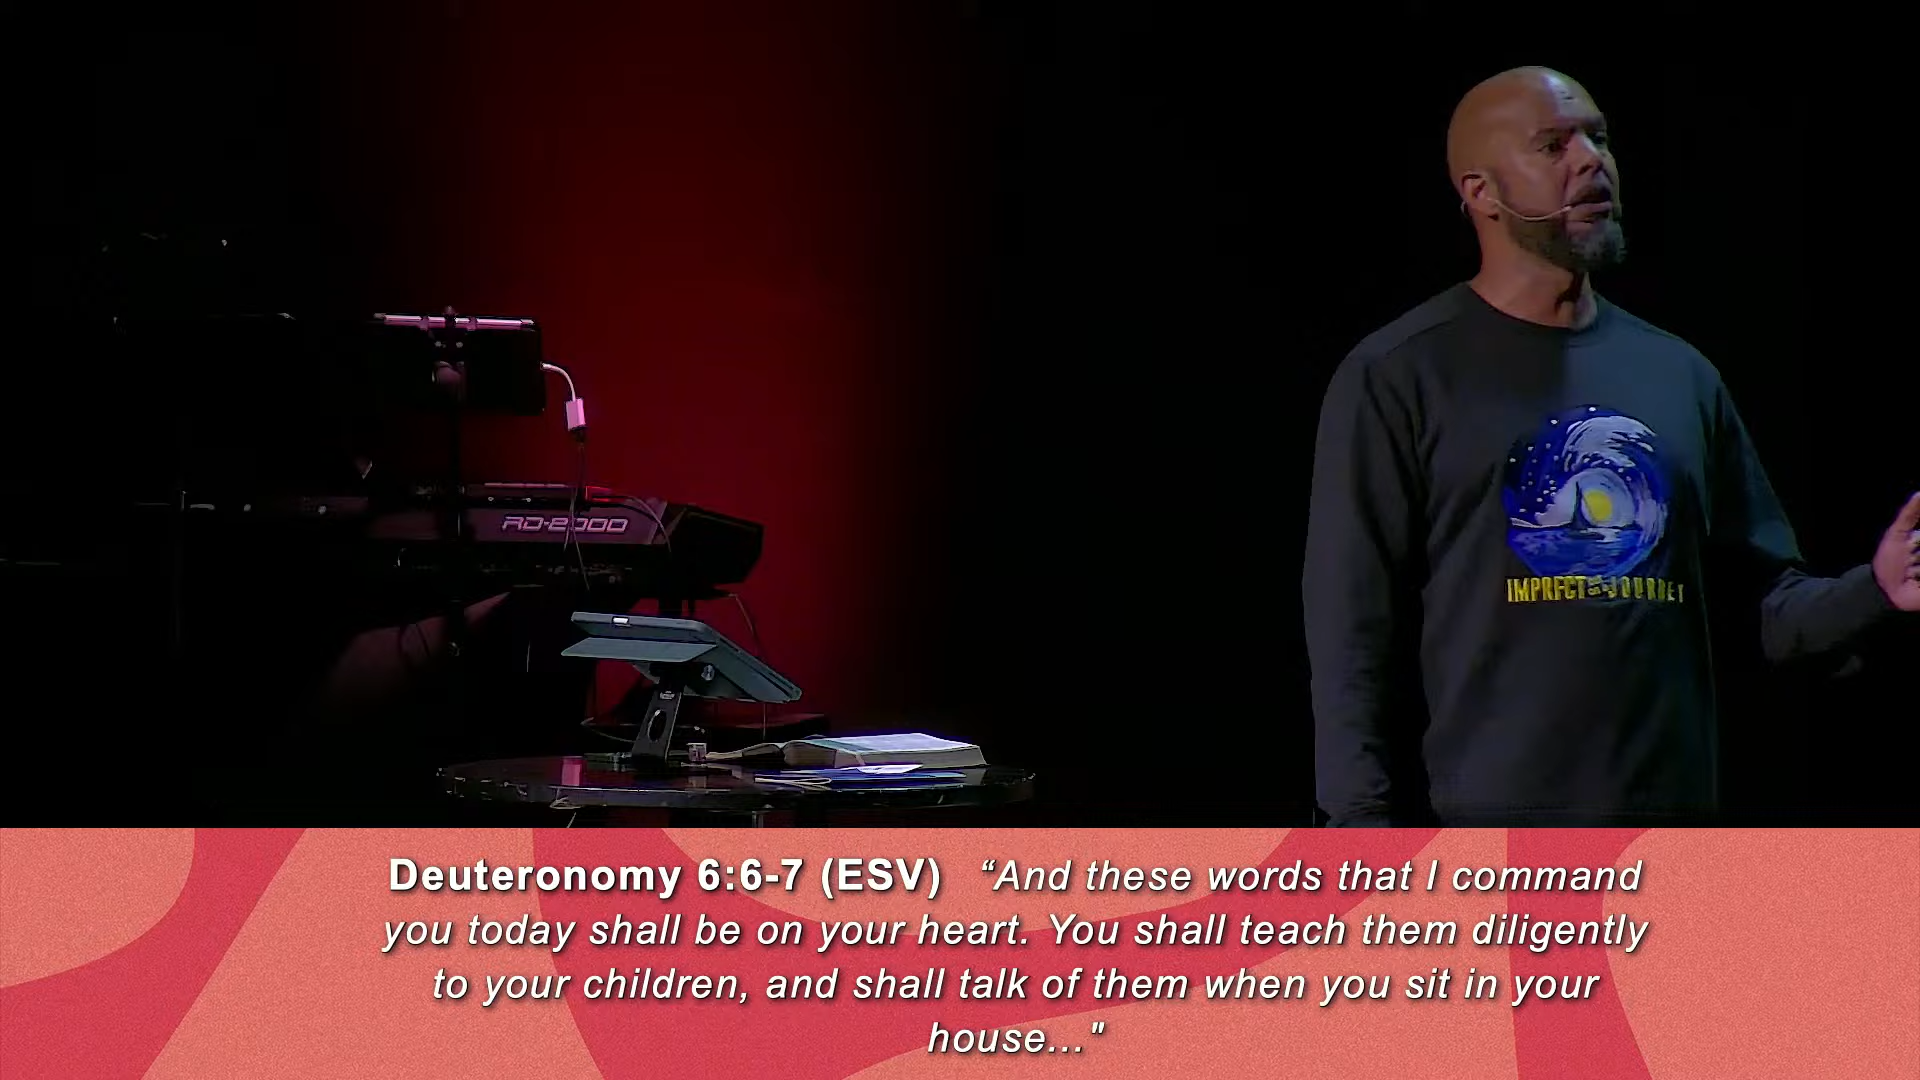 RD-2000
IMPRFCT JOURNEY
Deuteronomy 6:6-7 (ESV) “And these words that I command
you today shall be on your heart. You shall teach them diligently
to your children, and shall talk of them when you sit in your
house..."